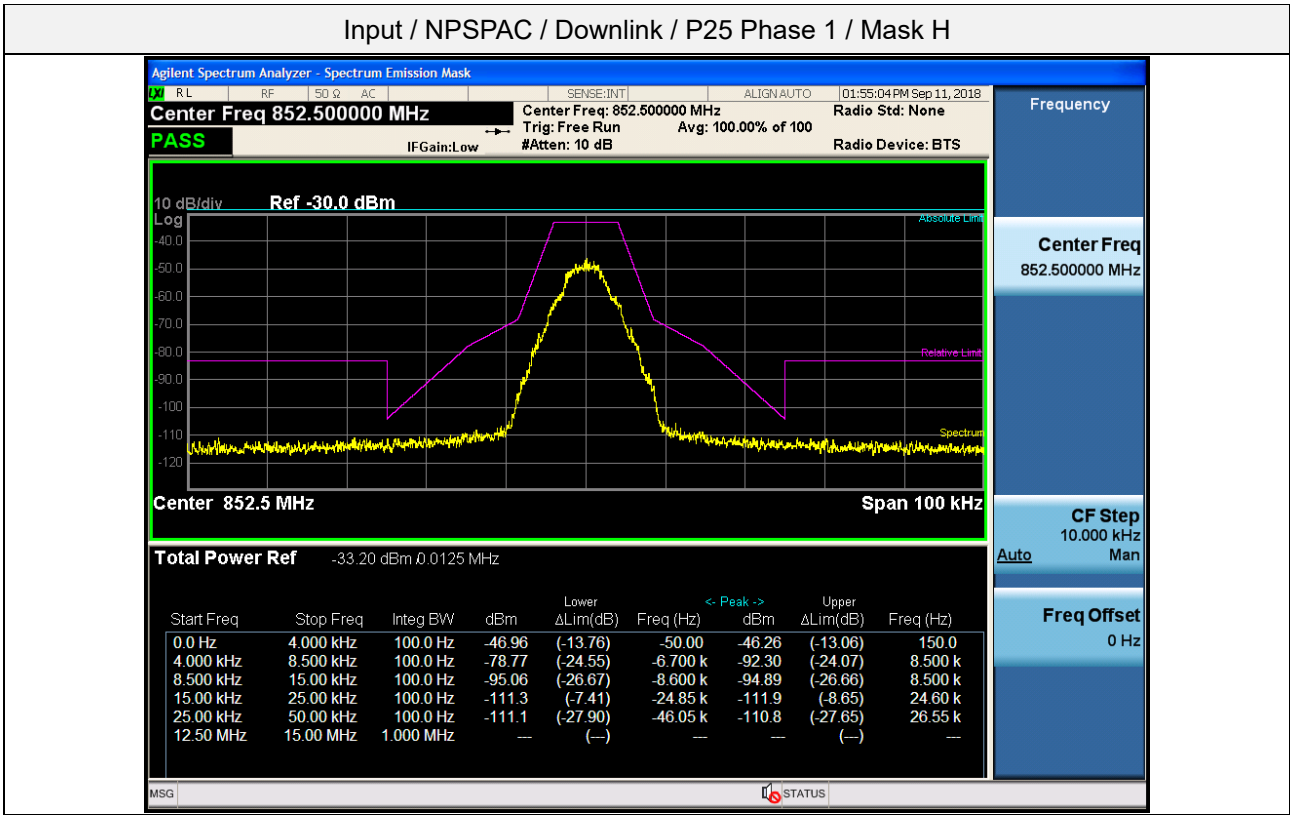 Input / NPSPAC / Downlink / P25 Phase 1 / Mask H
Agilent Spectrum Analyzer - Spectrum Emission Mask
LXI RL RF 50 Ω AC SENSE:INT ALIGN AUTO 01:55:04 PM Sep 11, 2018
Center Freq 852.500000 MHz Center Freq: 852.500000 MHz Radio Std: None
Trig: Free Run Avg: 100.00% of 100
PASS IFGain:Low #Atten: 10 dB Radio Device: BTS
10 dB/div Ref -30.0 dBm
Log
Absolute Limit
-40.0
-50.0
-60.0
-70.0
-80.0
Relative Limit
-90.0
-100
-110
Spectrum
-120
Center 852.5 MHz Span 100 kHz
Total Power Ref -33.20 dBm /0.0125 MHz
Lower <- Peak -> Upper
Start Freq Stop Freq Integ BW dBm ΔLim(dB) Freq (Hz) dBm ΔLim(dB) Freq (Hz)
0.0 Hz 4.000 kHz 100.0 Hz -46.96 (-13.76) -50.00 -46.26 (-13.06) 150.0
4.000 kHz 8.500 kHz 100.0 Hz -78.77 (-24.55) -6.700 k -92.30 (-24.07) 8.500 k
8.500 kHz 15.00 kHz 100.0 Hz -95.06 (-26.67) -8.600 k -94.89 (-26.66) 8.500 k
15.00 kHz 25.00 kHz 100.0 Hz -111.3 (-7.41) -24.85 k -111.9 (-8.65) 24.60 k
25.00 kHz 50.00 kHz 100.0 Hz -111.1 (-27.90) -46.05 k -110.8 (-27.65) 26.55 k
12.50 MHz 15.00 MHz 1.000 MHz --- (---) --- --- (---) ---
MSG STATUS
Frequency
Center Freq
852.500000 MHz
CF Step
10.000 kHz
Auto Man
Freq Offset
0 Hz